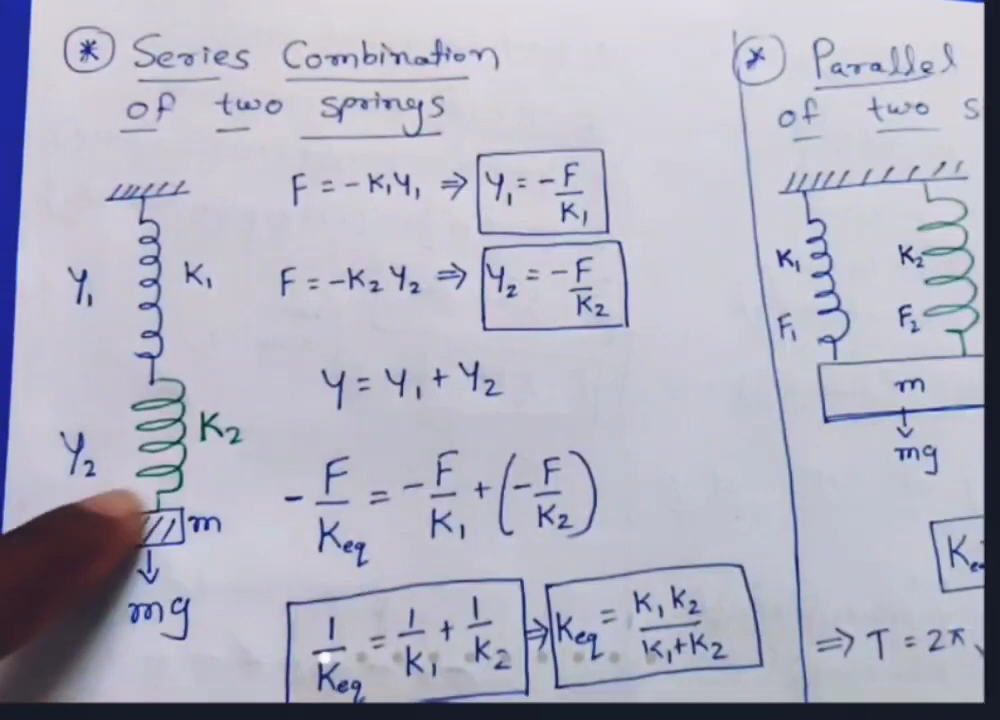 * Series Combination
of two springs
F = -K₁Y₁ ⇒ Y₁ = -F/K₁
Y₁
K₁
F = -K₂Y₂ ⇒ Y₂ = -F/K₂
Y = Y₁ + Y₂
Y₂
K₂
-F/Keq = -F/K₁ + (-F/K₂)
m
mg
1/Keq = 1/K₁ + 1/K₂ ⇒ Keq = K₁K₂/K₁+K₂
* Parallel
of two
K₁
K₂
F₁
F₂
m
mg
⇒ T = 2π